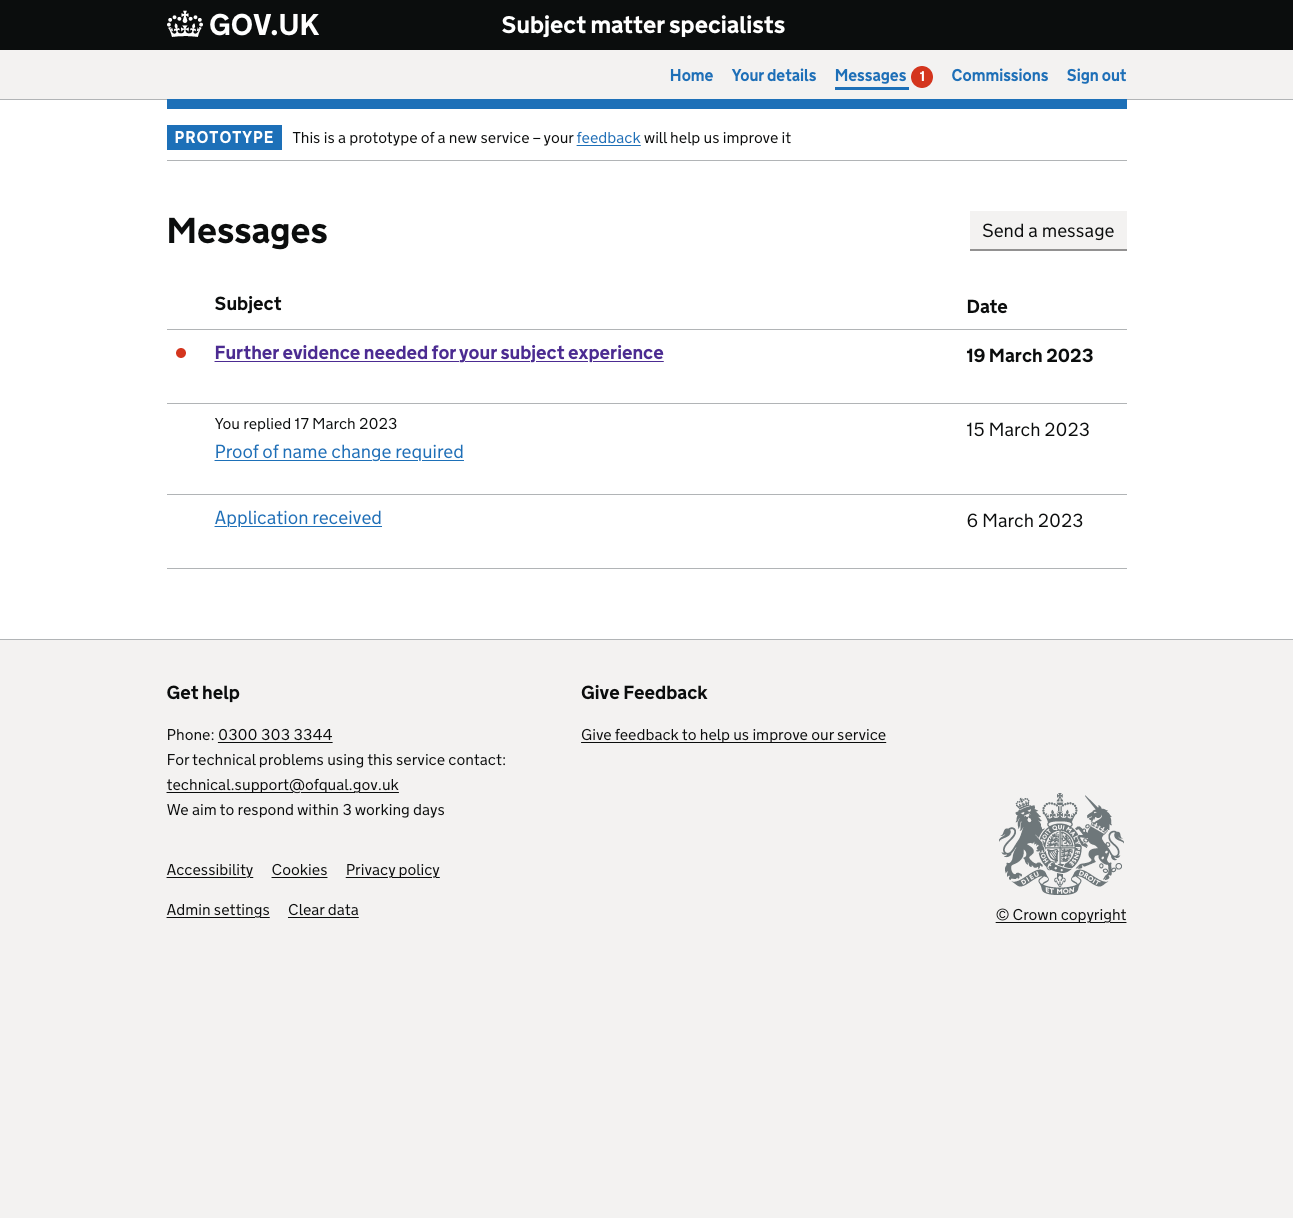 GOV.UK Subject matter specialists
Home Your details Messages 1 Commissions Sign out
PROTOTYPE This is a prototype of a new service – your feedback will help us improve it
Messages Send a message
Subject Date
Further evidence needed for your subject experience 19 March 2023
You replied 17 March 2023
Proof of name change required 15 March 2023
Application received 6 March 2023
Get help
Phone: 0300 303 3344
For technical problems using this service contact:
technical.support@ofqual.gov.uk
We aim to respond within 3 working days
Accessibility Cookies Privacy policy
Admin settings Clear data
Give Feedback
Give feedback to help us improve our service
DIEU ET MON DROIT
© Crown copyright